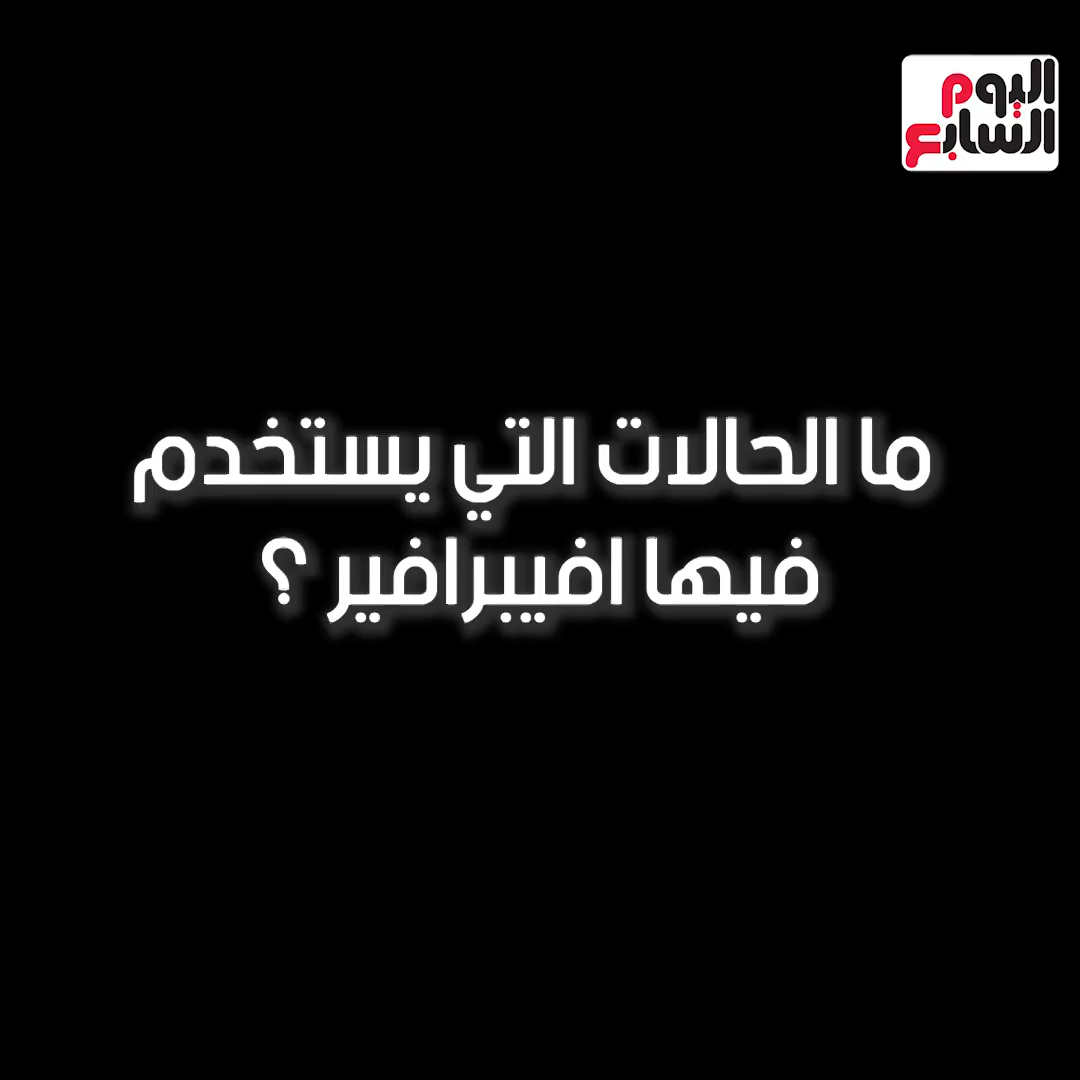 اليوم
السابع
ما الحالات التي يستخدم
فيها افيبرافير ؟